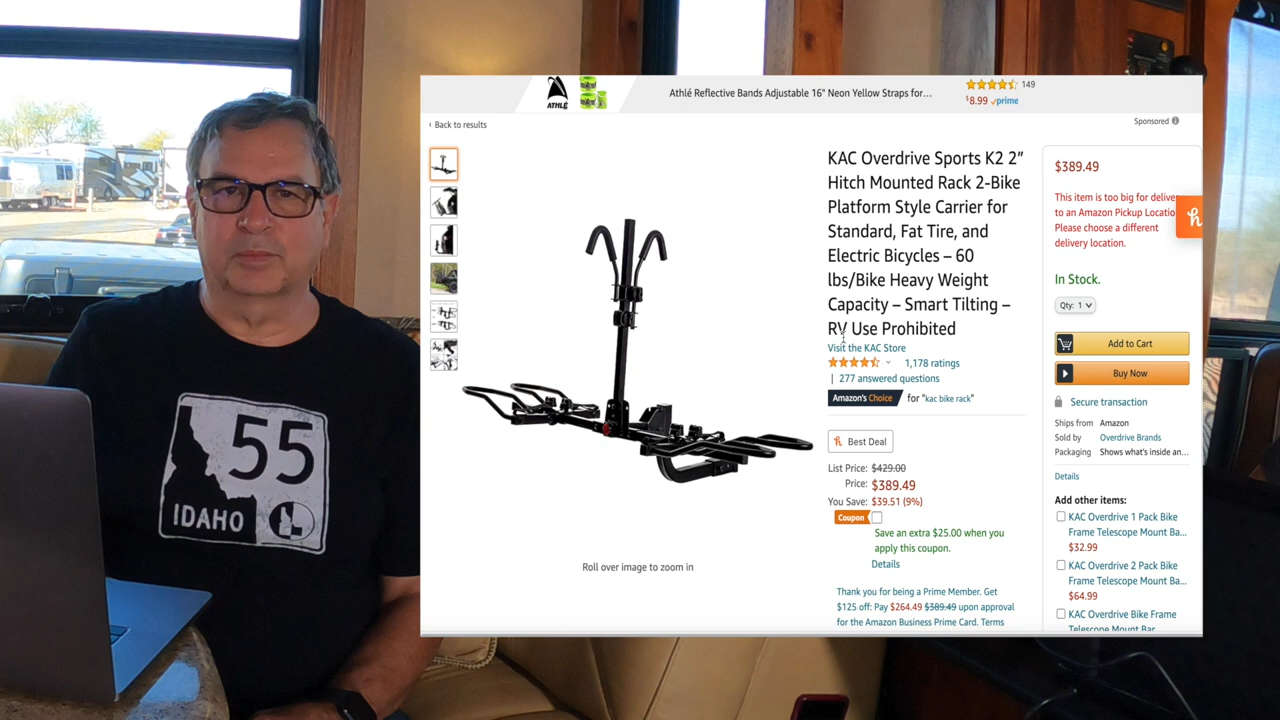 55
IDAHO
ATHLÉ
Athlé Reflective Bands Adjustable 16" Neon Yellow Straps for...
149
$8.99 prime
‹ Back to results
Sponsored
KAC Overdrive Sports K2 2”
Hitch Mounted Rack 2-Bike
Platform Style Carrier for
Standard, Fat Tire, and
Electric Bicycles – 60
lbs/Bike Heavy Weight
Capacity – Smart Tilting –
RV Use Prohibited
Visit the KAC Store
1,178 ratings
| 277 answered questions
Amazon's Choice for "kac bike rack"
h Best Deal
List Price: $429.00
Price: $389.49
You Save: $39.51 (9%)
Coupon
Save an extra $25.00 when you
apply this coupon.
Details
Thank you for being a Prime Member. Get
$125 off: Pay $264.49 $389.49 upon approval
for the Amazon Business Prime Card. Terms
Roll over image to zoom in
$389.49
This item is too big for delive
to an Amazon Pickup Locatio
Please choose a different
delivery location.
h
In Stock.
Qty: 1
Add to Cart
Buy Now
Secure transaction
Ships from Amazon
Sold by Overdrive Brands
Packaging Shows what's inside an...
Details
Add other items:
KAC Overdrive 1 Pack Bike
Frame Telescope Mount Ba...
$32.99
KAC Overdrive 2 Pack Bike
Frame Telescope Mount Ba...
$64.99
KAC Overdrive Bike Frame
Telescope Mount Bar